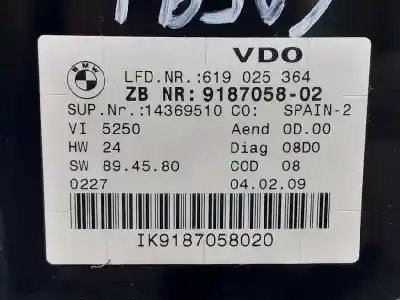 VDO
BMW
LFD.NR.:619 025 364
ZB NR: 9187058-02
SUP.Nr.:14369510 CO: SPAIN-2
VI 5250 Aend 0D.00
HW 24 Diag 08D0
SW 89.45.80 COD 08
0227 04.02.09
IK9187058020